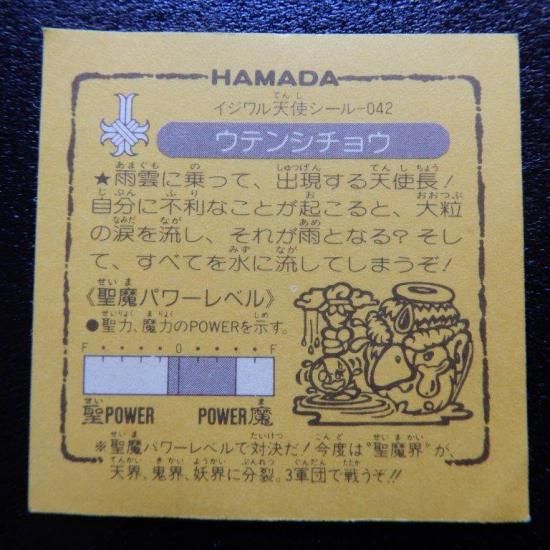 HAMADA
イジワル天使シール-042
ウテンシチョウ
★雨雲に乗って、出現する天使長!
自分に不利なことが起こると、大粒
の涙を流し、それが雨となる?そし
て、すべてを水に流してしまうぞ!
《聖魔パワーレベル》
●聖力、魔力のPOWERを示す。
F・・・・0・・・・F
聖POWER POWER魔
※聖魔パワーレベルで対決だ!今度は“聖魔界”が、
天界、鬼界、妖界に分裂。3軍団で戦うぞ!!